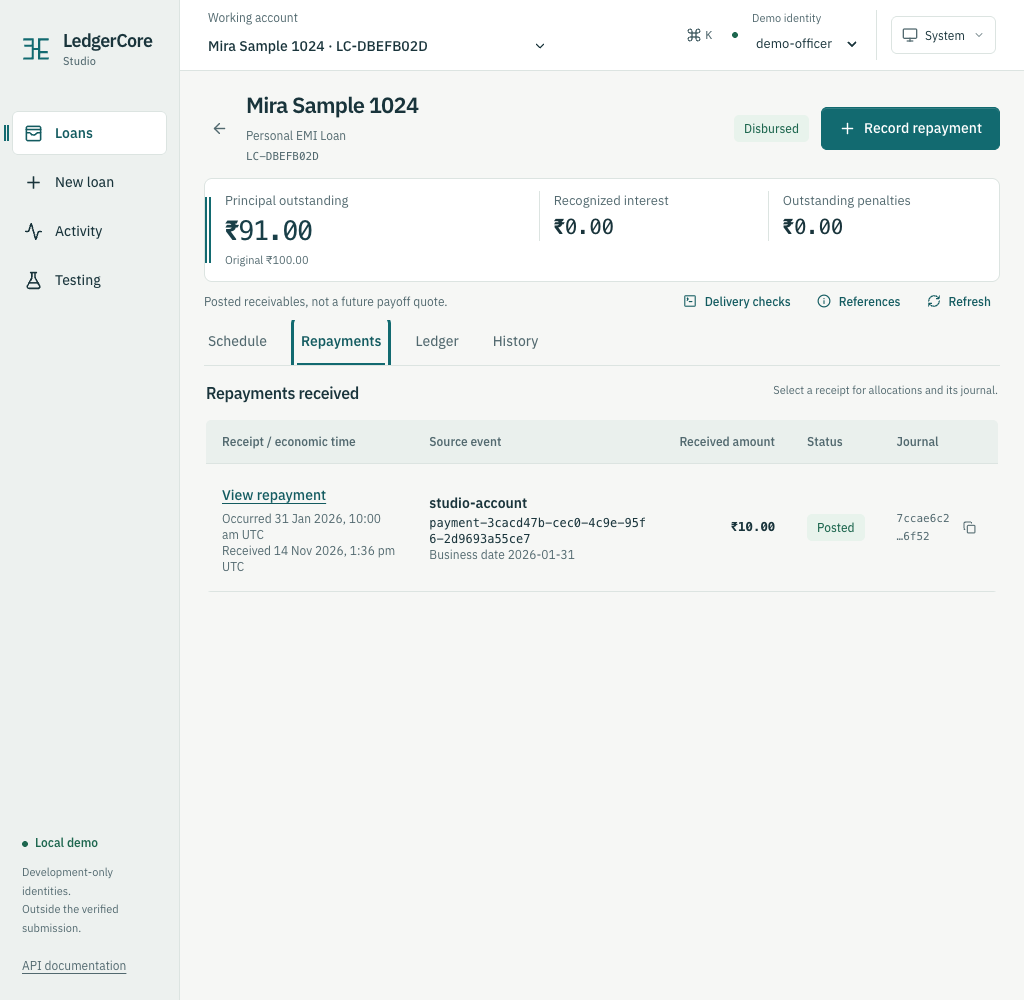 LedgerCore
Studio
Loans
New loan
Activity
Testing
Local demo
Development-only
identities.
Outside the verified
submission.
API documentation
Working account
Mira Sample 1024 · LC-DBEFB02D
⌘ K
Demo identity
demo-officer
System
Mira Sample 1024
Personal EMI Loan
LC-DBEFB02D
Disbursed
Record repayment
Principal outstanding
₹91.00
Original ₹100.00
Recognized interest
₹0.00
Outstanding penalties
₹0.00
Posted receivables, not a future payoff quote.
Delivery checks
References
Refresh
Schedule
Repayments
Ledger
History
Repayments received
Select a receipt for allocations and its journal.
Receipt / economic time
Source event
Received amount
Status
Journal
View repayment
Occurred 31 Jan 2026, 10:00
am UTC
Received 14 Nov 2026, 1:36 pm
UTC
studio-account
payment-3cacd47b-cec0-4c9e-95f
6-2d9693a55ce7
Business date 2026-01-31
₹10.00
Posted
7ccae6c2
…6f52